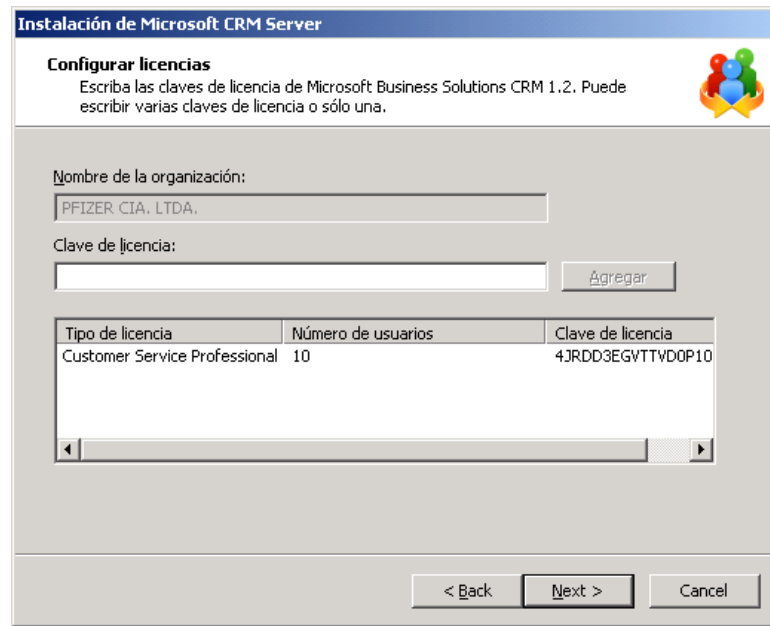 Instalación de Microsoft CRM Server
Configurar licencias
Escriba las claves de licencia de Microsoft Business Solutions CRM 1.2. Puede
escribir varias claves de licencia o sólo una.
Nombre de la organización:
PFIZER CIA. LTDA.
Clave de licencia:
Agregar
Tipo de licencia Número de usuarios Clave de licencia
Customer Service Professional 10 4JRDD3EGVTTVD0P10
< Back Next > Cancel